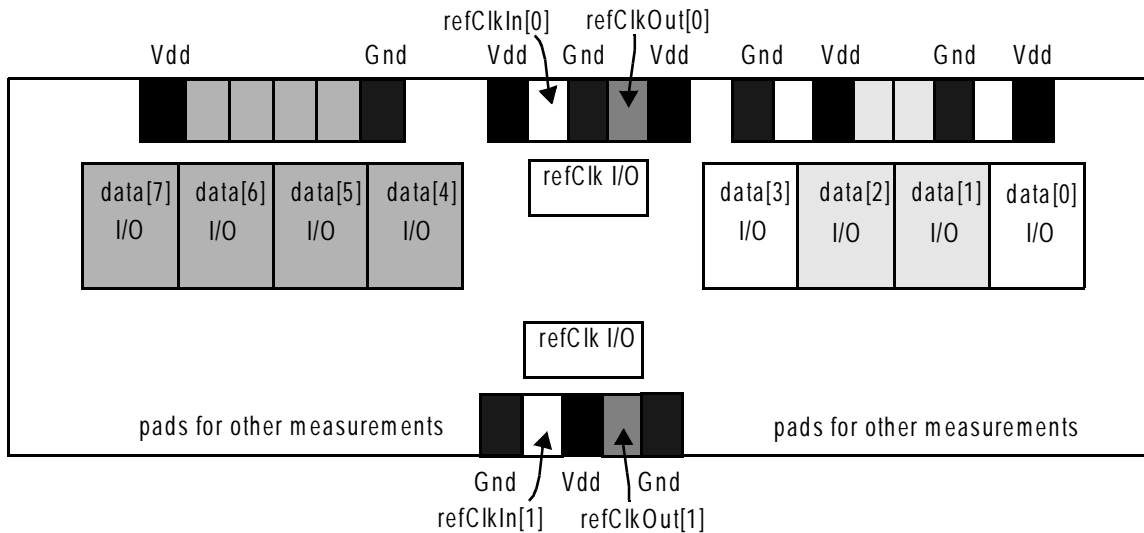 refClkIn[0] refClkOut[0]
Vdd Gnd Vdd Gnd Vdd Gnd Vdd Gnd Vdd
refClk I/O
data[7] data[6] data[5] data[4] data[3] data[2] data[1] data[0]
I/O I/O I/O I/O I/O I/O I/O I/O
refClk I/O
pads for other measurements pads for other measurements
Gnd Vdd Gnd
refClkIn[1] refClkOut[1]